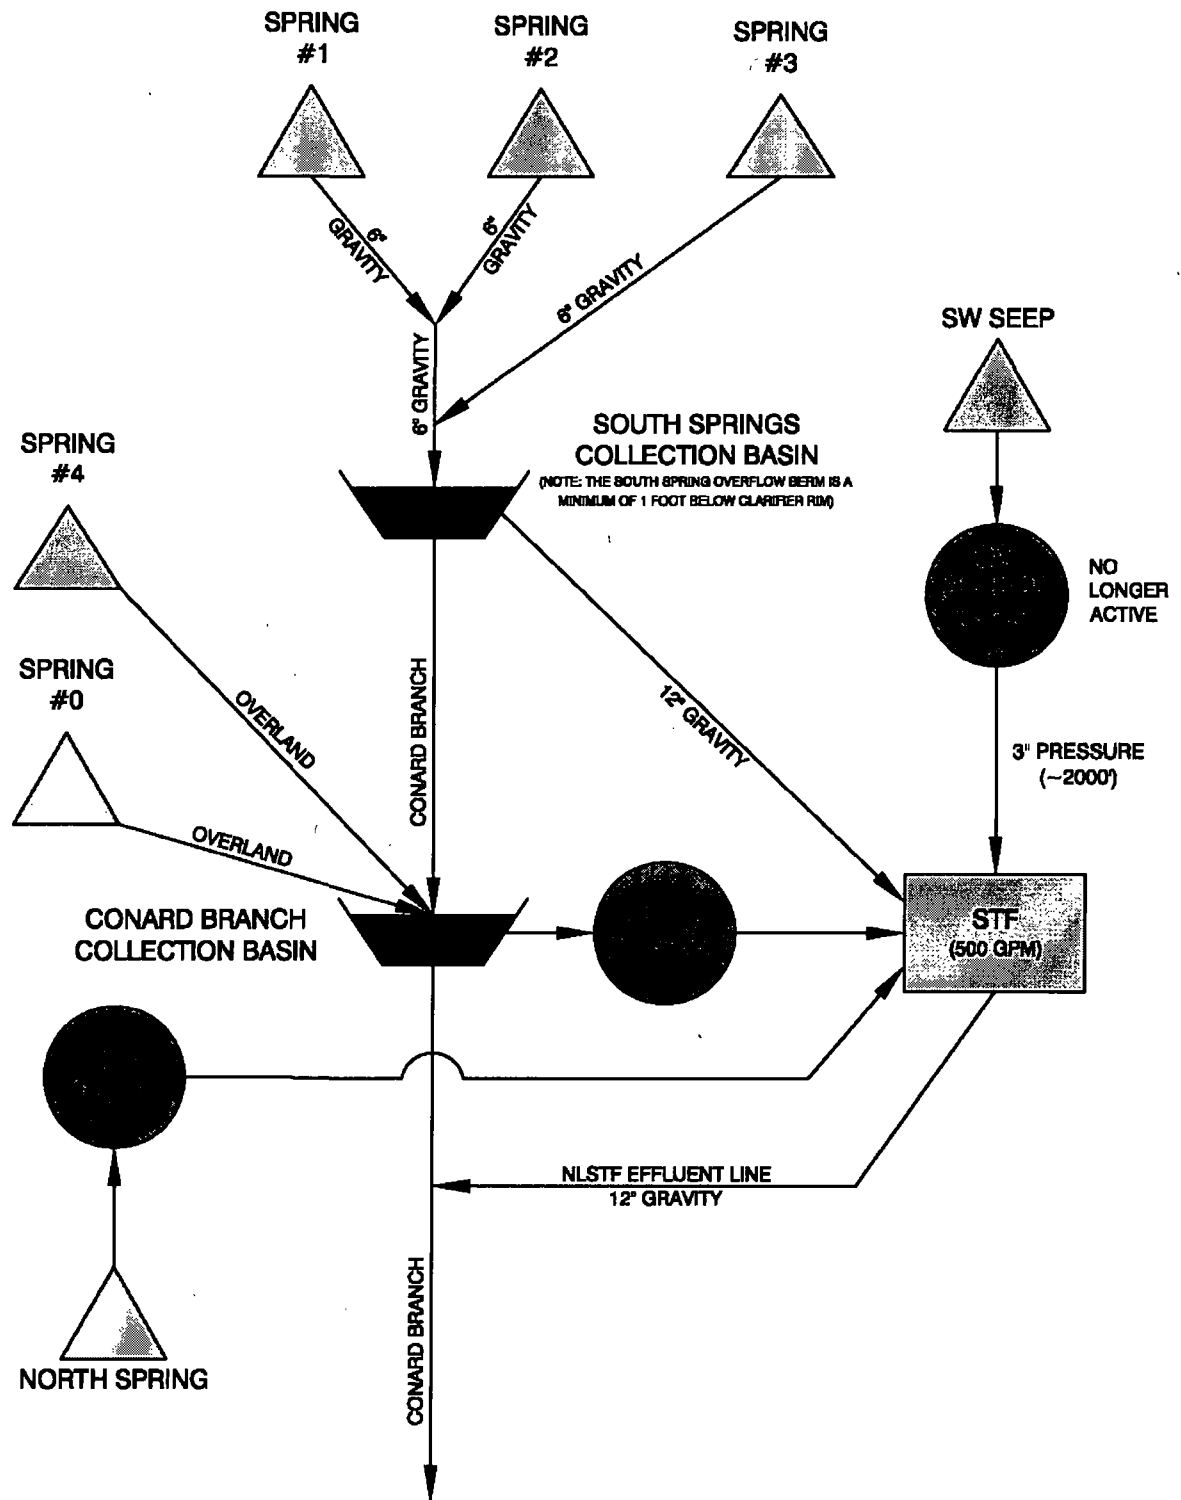 SPRING
#1
SPRING
#2
SPRING
#3
6"
GRAVITY
6"
GRAVITY
6" GRAVITY
6" GRAVITY
SW SEEP
SPRING
#4
SOUTH SPRINGS
COLLECTION BASIN
(NOTE: THE SOUTH SPRING OVERFLOW BERM IS A
MINIMUM OF 1 FOOT BELOW CLARIFIER RIM)
NO
LONGER
ACTIVE
SPRING
#0
OVERLAND
CONARD BRANCH
12" GRAVITY
3" PRESSURE
(~2000')
OVERLAND
CONARD BRANCH
COLLECTION BASIN
STF
(500 GPM)
NLSTF EFFLUENT LINE
12" GRAVITY
CONARD BRANCH
NORTH SPRING